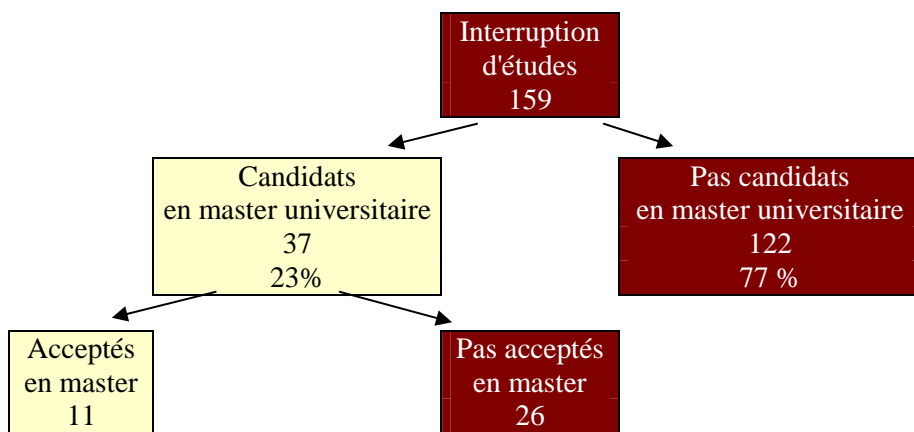 Interruption
d'études
159
Candidats
en master universitaire
37
23%
Pas candidats
en master universitaire
122
77 %
Acceptés
en master
11
Pas acceptés
en master
26